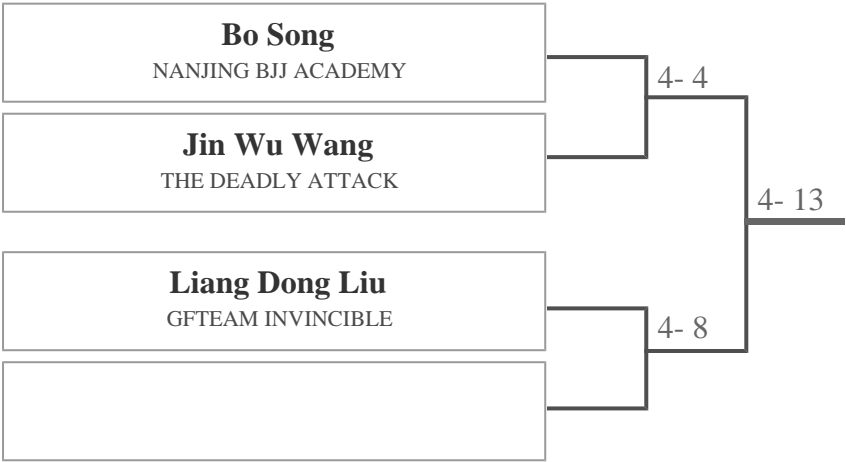 Bo Song
NANJING BJJ ACADEMY
4- 4
Jin Wu Wang
THE DEADLY ATTACK
4- 13
Liang Dong Liu
GFTEAM INVINCIBLE
4- 8